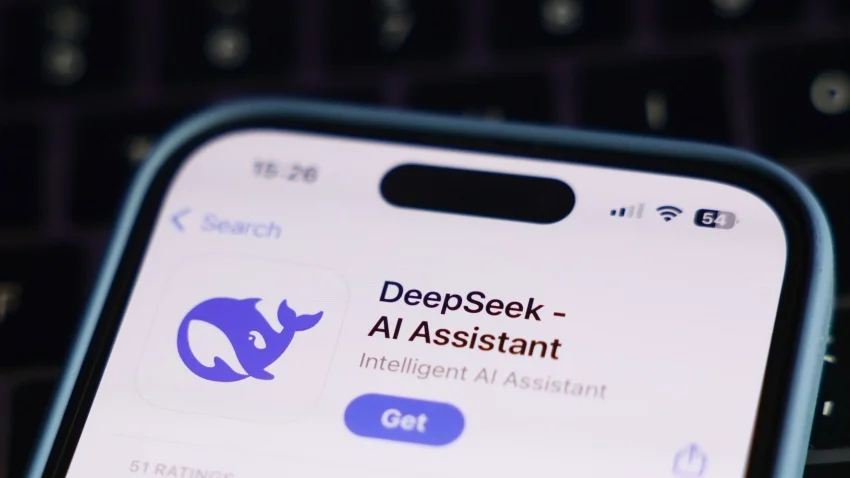 15:26
54
Search
DeepSeek -
AI Assistant
Intelligent AI Assistant
Get
51 RATINGS